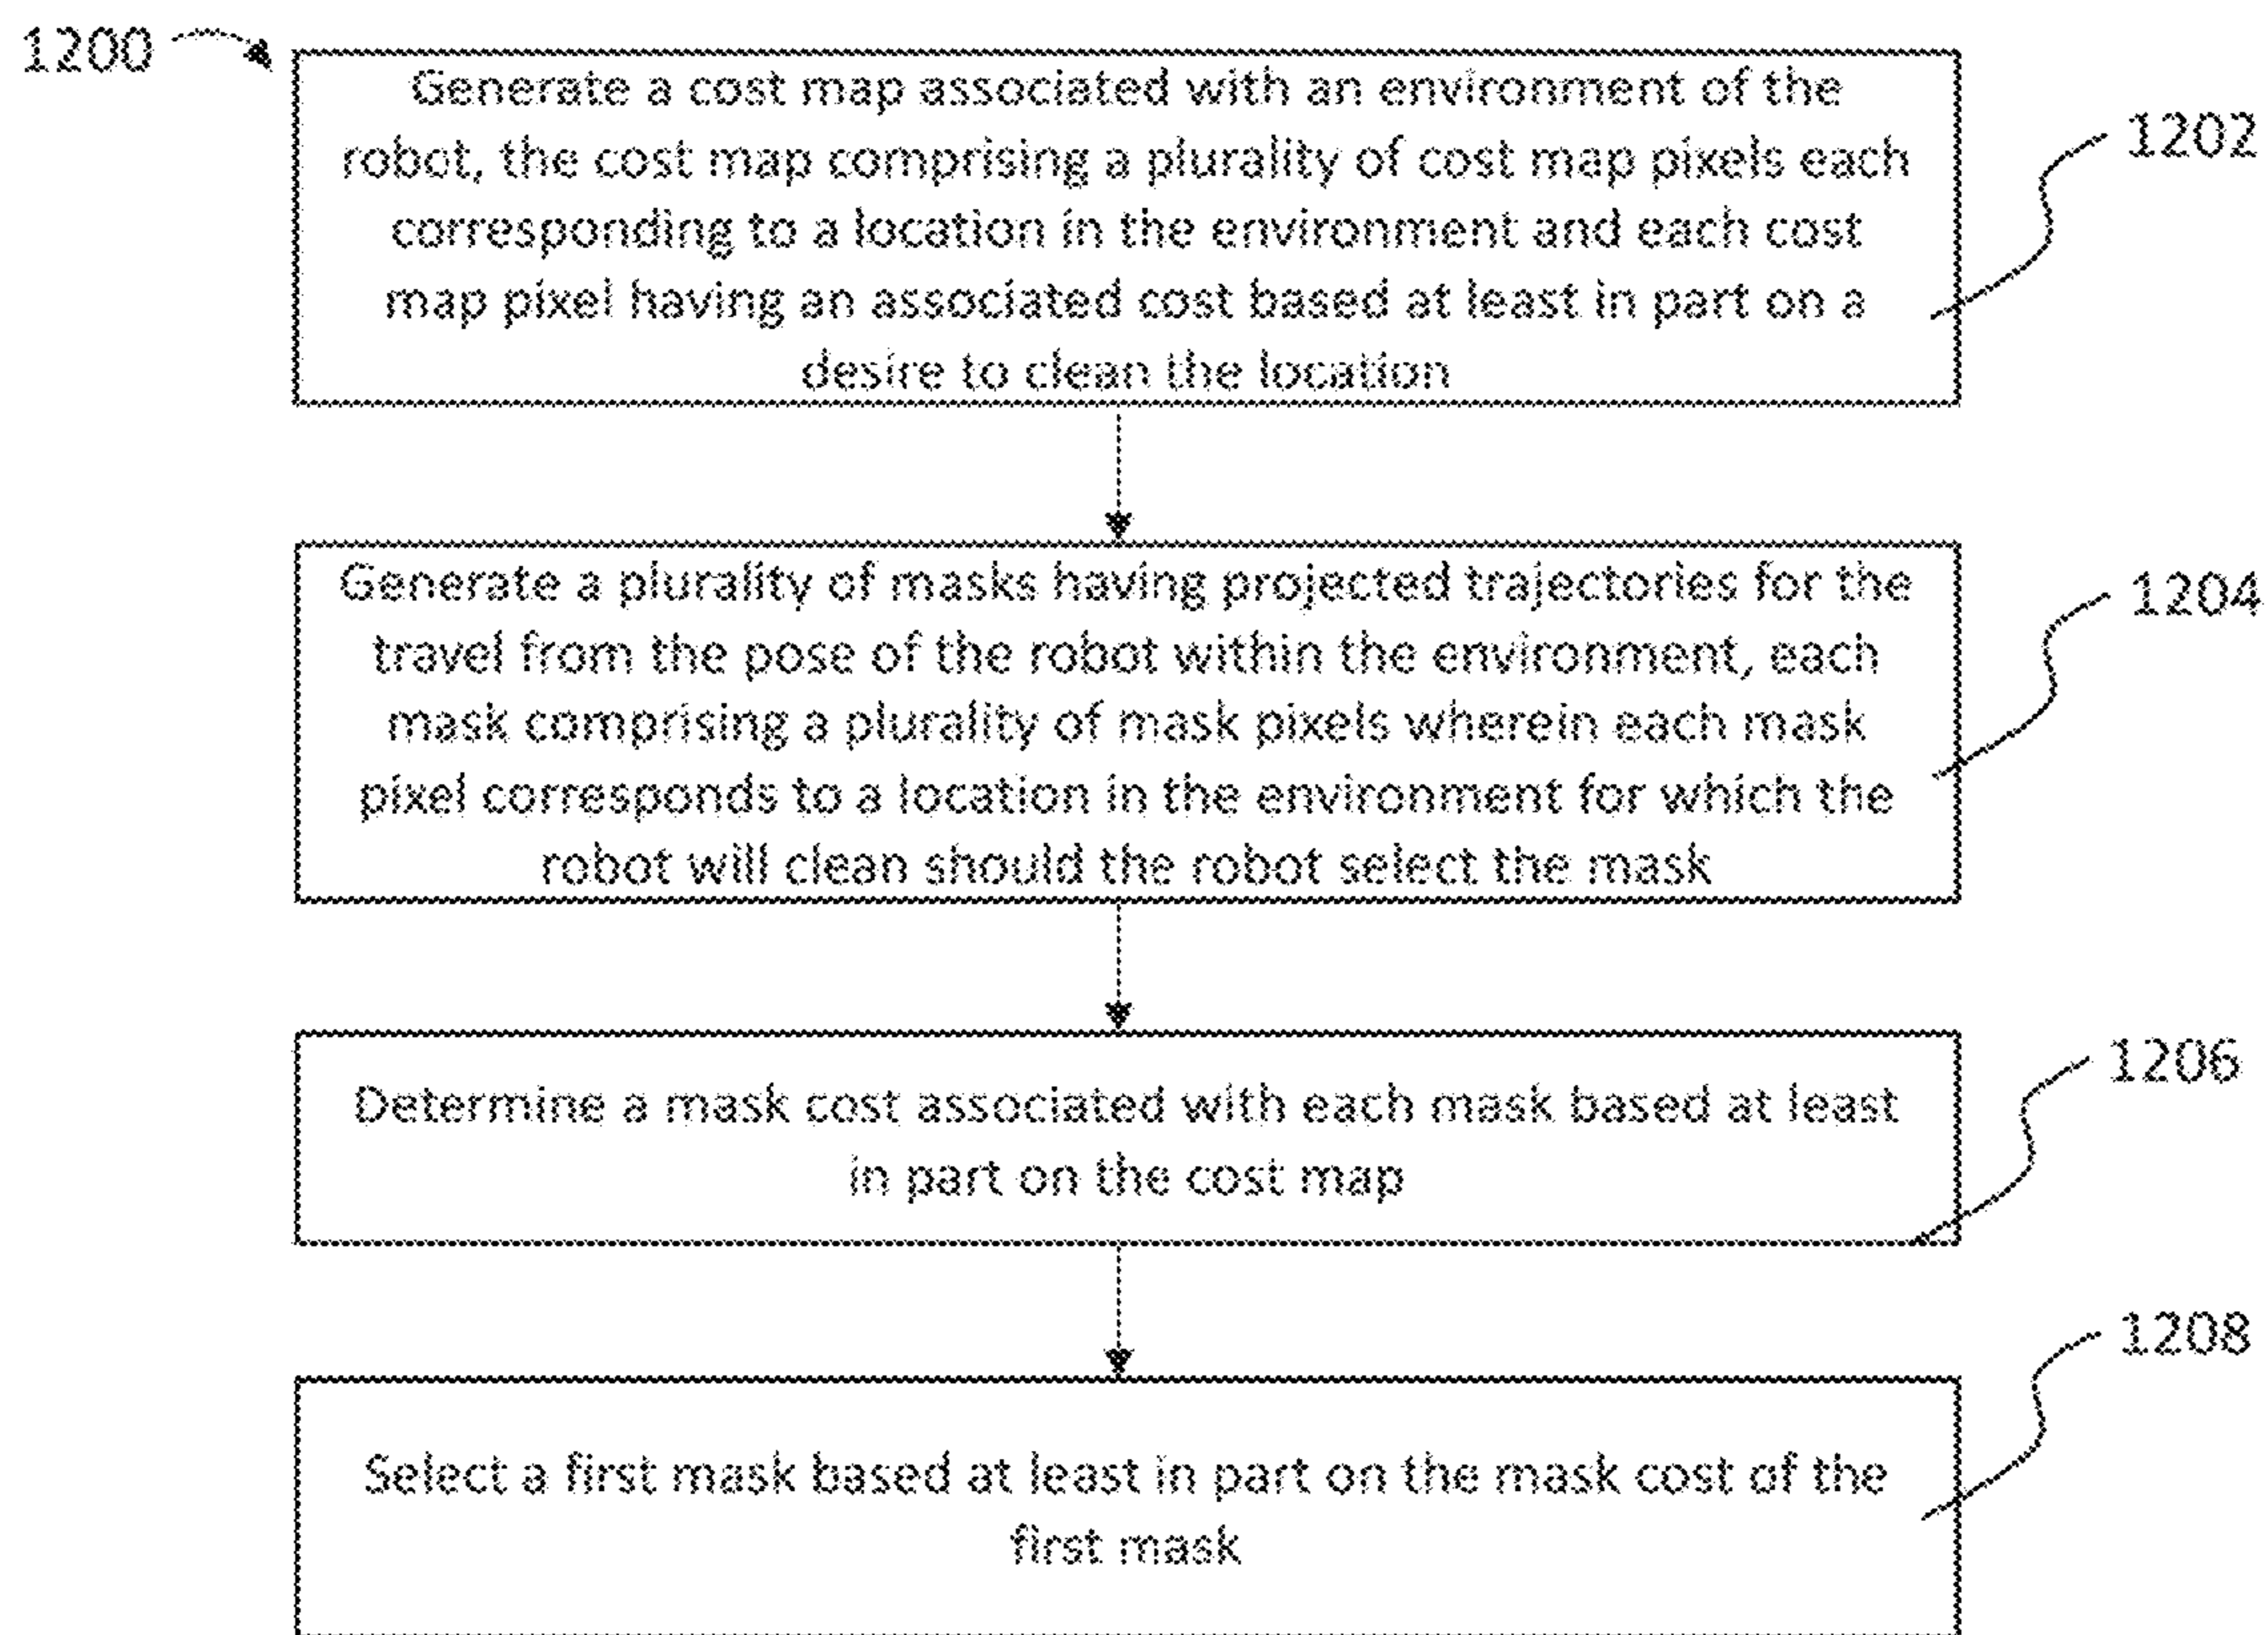 1200
Generate a cost map associated with an environment of the
robot, the cost map comprising a plurality of cost map pixels each
corresponding to a location in the environment and each cost
map pixel having an associated cost based at least in part on a
desire to clean the location
1202
Generate a plurality of masks having projected trajectories for the
travel from the pose of the robot within the environment, each
mask comprising a plurality of mask pixels wherein each mask
pixel corresponds to a location in the environment for which the
robot will clean should the robot select the mask
1204
Determine a mask cost associated with each mask based at least
in part on the cost map
1206
Select a first mask based at least in part on the mask cost of the
first mask
1208